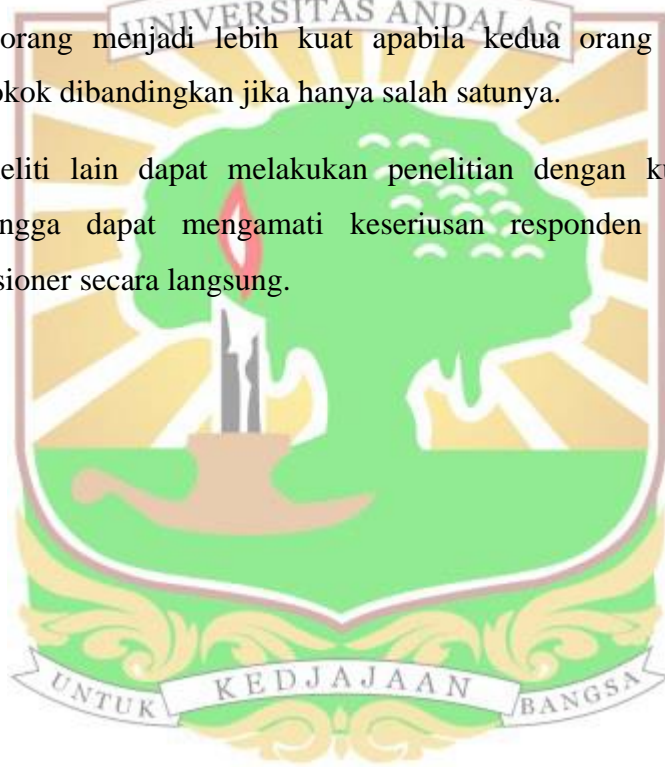 UNIVERSITAS ANDALAS
orang menjadi lebih kuat apabila kedua orang
okok dibandingkan jika hanya salah satunya.
eliti lain dapat melakukan penelitian dengan ku
ngga dapat mengamati keseriusan responden
sioner secara langsung.
UNTUK KEDJAJAAN BANGSA